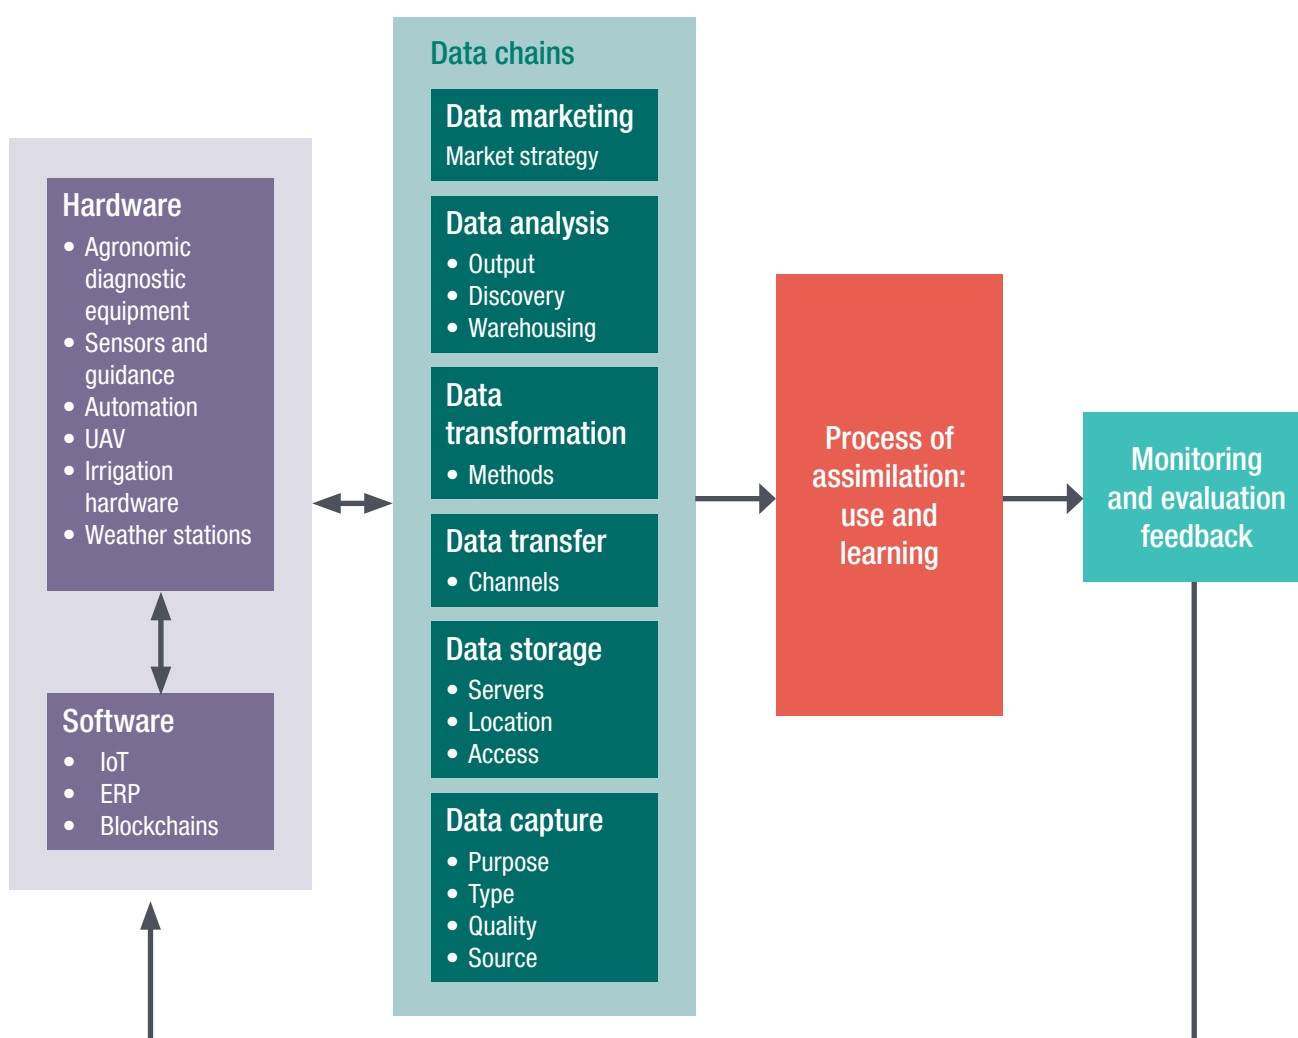 Hardware
• Agronomic
diagnostic
equipment
• Sensors and
guidance
• Automation
• UAV
• Irrigation
hardware
• Weather stations
Software
• IoT
• ERP
• Blockchains
Data chains
Data marketing
Market strategy
Data analysis
• Output
• Discovery
• Warehousing
Data
transformation
• Methods
Data transfer
• Channels
Data storage
• Servers
• Location
• Access
Data capture
• Purpose
• Type
• Quality
• Source
Process of
assimilation:
use and
learning
Monitoring
and evaluation
feedback